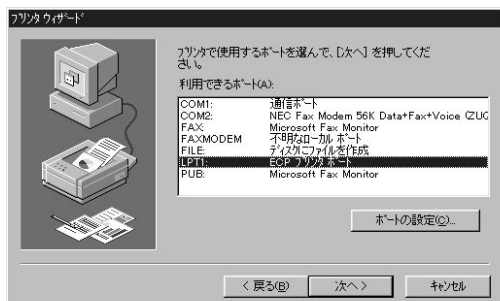 プリンタ ウィザード
プリンタで使用するポートを選んで、[次へ] を押してくだ
さい。
利用できるポート(A):
COM1: 通信ポート
COM2: NEC Fax Modem 56K Data+Fax+Voice (ZUG
FAX: Microsoft Fax Monitor
FAXMODEM 不明なローカル ポート
FILE: ディスクにファイルを作成
LPT1: ECP プリンタ ポート
PUB: Microsoft Fax Monitor
ポートの設定(C)...
< 戻る(B)
次へ >
キャンセル